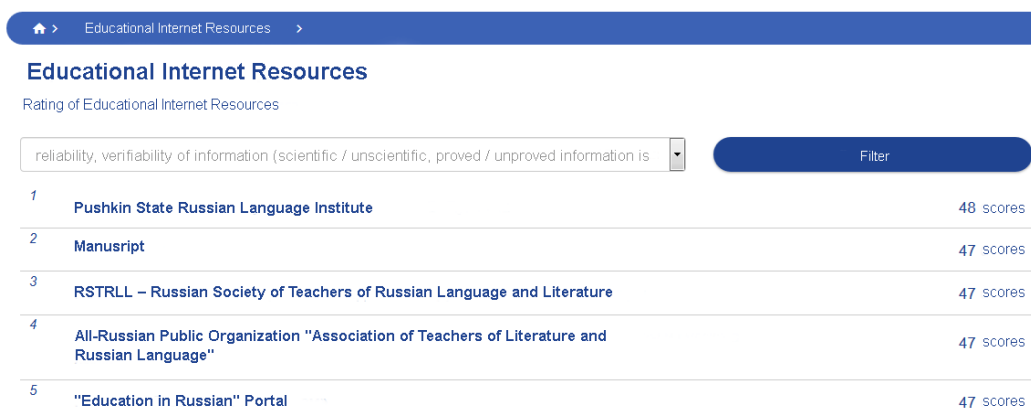 > Educational Internet Resources >
Educational Internet Resources
Rating of Educational Internet Resources
reliability, verifiability of information (scientific / unscientific, proved / unproved information is
Filter
1
Pushkin State Russian Language Institute 48 scores
2
Manusript 47 scores
3
RSTRLL – Russian Society of Teachers of Russian Language and Literature 47 scores
4
All-Russian Public Organization "Association of Teachers of Literature and
Russian Language" 47 scores
5
"Education in Russian" Portal 47 scores